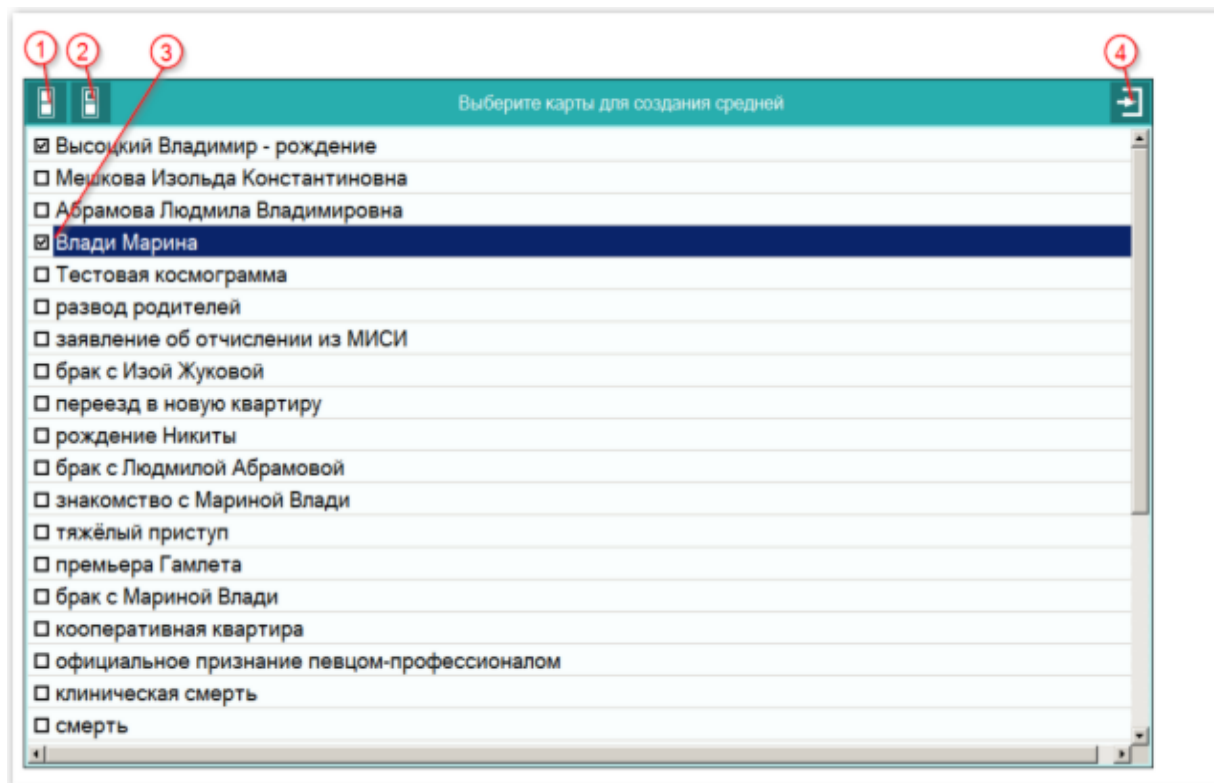 1 2 3 4
Выберите карты для создания средней
Высоцкий Владимир - рождение
Мешкова Изольда Константиновна
Абрамова Людмила Владимировна
Влади Марина
Тестовая космограмма
развод родителей
заявление об отчислении из МИСИ
брак с Изой Жуковой
переезд в новую квартиру
рождение Никиты
брак с Людмилой Абрамовой
знакомство с Мариной Влади
тяжёлый приступ
премьера Гамлета
брак с Мариной Влади
кооперативная квартира
официальное признание певцом-профессионалом
клиническая смерть
смерть